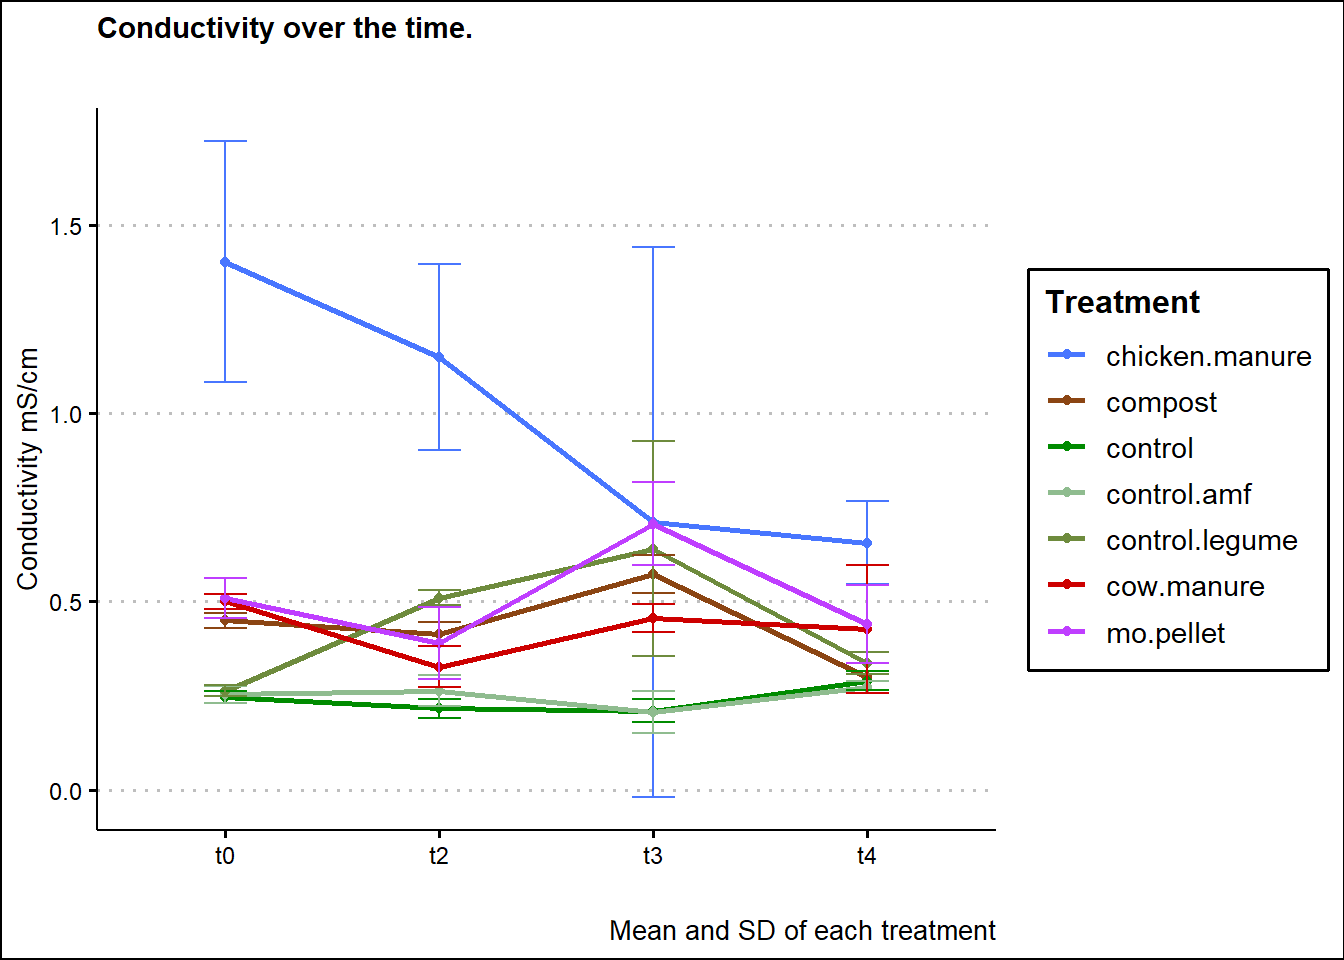 Conductivity over the time.
Conductivity mS/cm
1.5
1.0
0.5
0.0
t0 t2 t3 t4
Mean and SD of each treatment
Treatment
chicken.manure
compost
control
control.amf
control.legume
cow.manure
mo.pellet